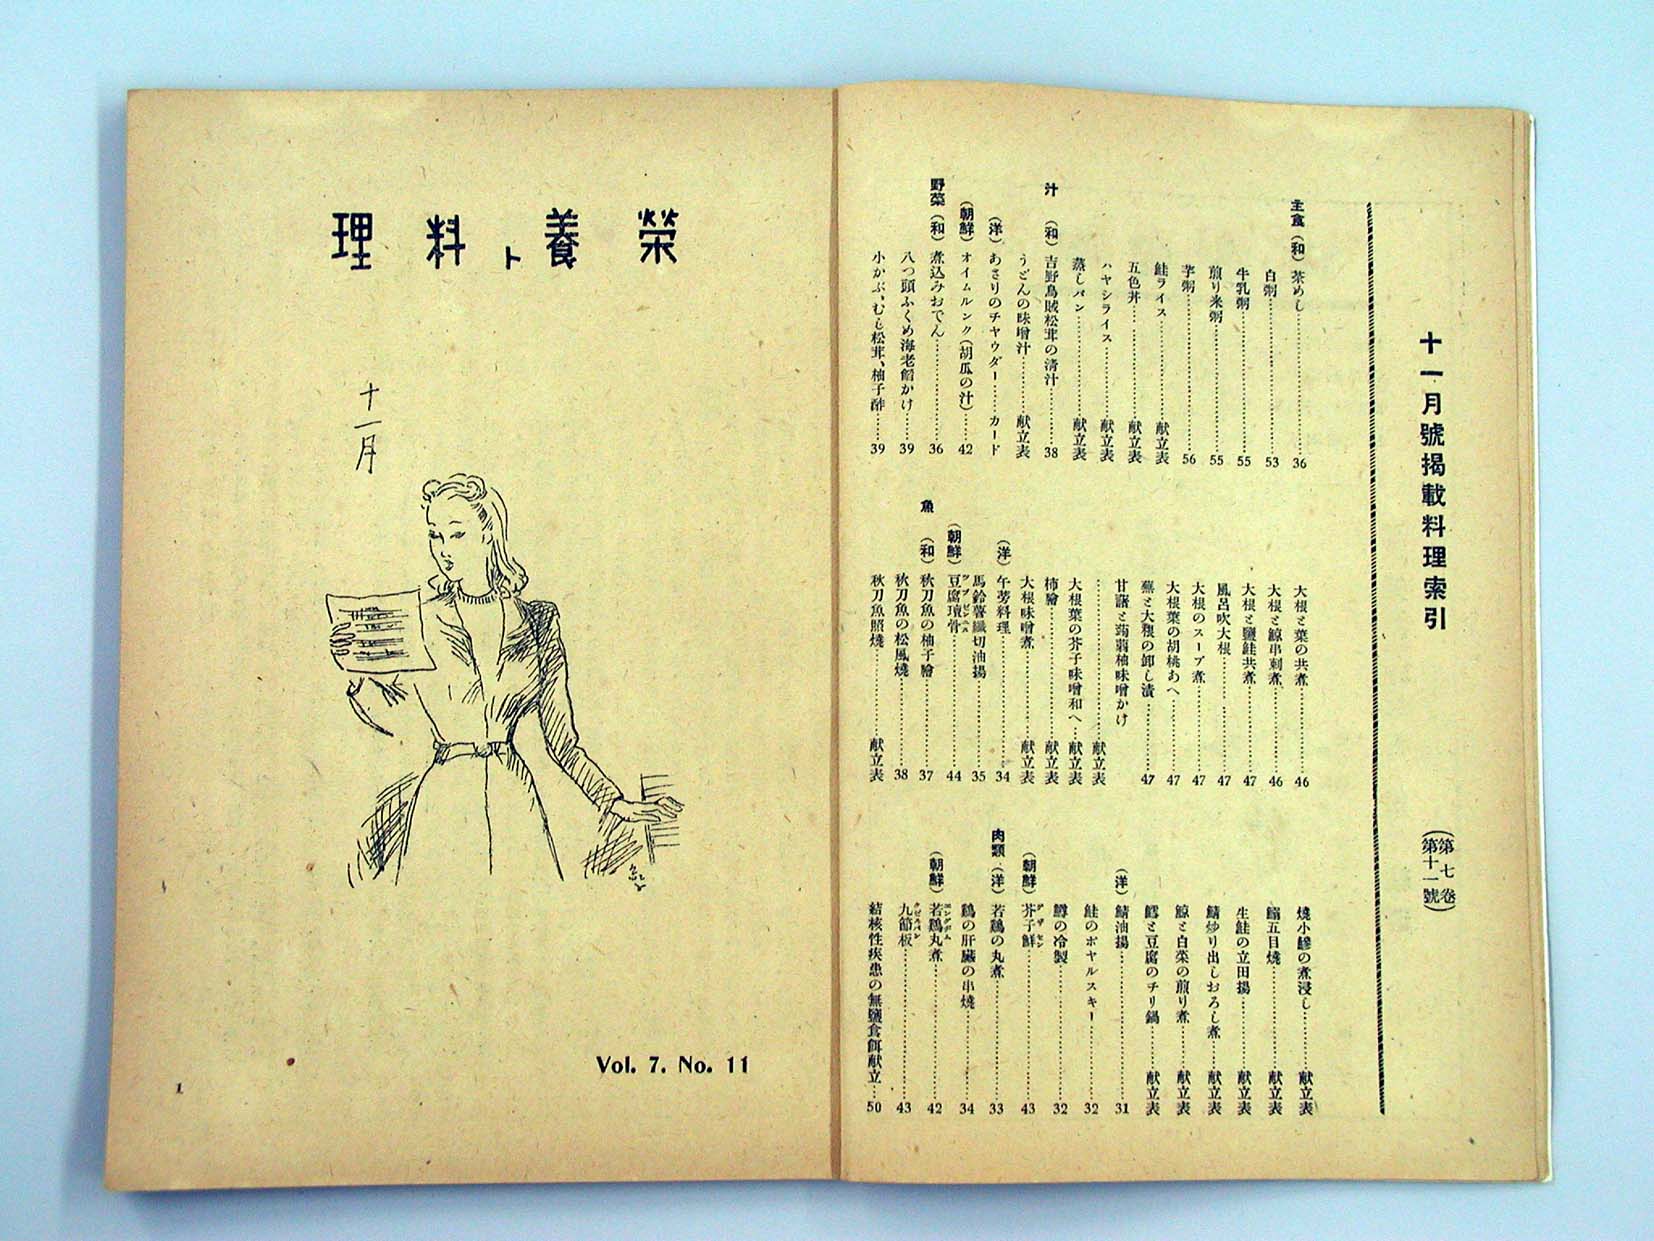 十一月號揭載料理索引
(第七卷
第十一號)
主食(和)茶めし…36
白粥…53
牛乳粥…55
煎り米粥…55
芋粥…56
鮭ライス…献立表
五色丼…献立表
ハヤシライス…献立表
蒸しパン…献立表
汁(和)吉野烏賊松茸の清汁…38
うどんの味噌汁…献立表
(洋)あさりのチヤウダー…カード
(朝鮮)オイムルンク(胡瓜の汁)…42
野菜(和)煮込みおでん…36
八つ頭ふくめ海老餡かけ…39
小かぶ、むし松茸、柚子酢…39
大根と葉の共煮…46
大根と鯨串刺煮…46
大根と鹽鮭共煮…47
風呂吹大根…47
大根のスープ煮…47
大根葉の胡桃あへ…47
蕪と大根の卸し漬…47
甘藷と蒟蒻柚味噌かけ
…献立表
大根葉の芥子味噌和へ…献立表
柿膾…献立表
大根味噌煮…献立表
(洋)午蒡料理…34
馬鈴薯繊切油揚…35
(朝鮮)豆腐瓊骨…44
魚(和)秋刀魚の柚子膾…37
秋刀魚の松風燒…38
秋刀魚照燒…献立表
燒小鰺の煮浸し…献立表
鰯五目燒…献立表
生鮭の立田揚…献立表
鯖炒り出しおろし煮…献立表
鯨と白菜の煎り煮…献立表
鱈と豆腐のチリ鍋…献立表
(洋)鯖油揚…31
鮭のボヤルスキー…32
鱒の冷製…32
(朝鮮)芥子鮮…43
肉類(洋)若鷄の丸煮…33
鷄の肝臟の串燒…34
(朝鮮)若鷄丸煮…42
九節板…43
結核性疾患の無鹽食餌献立…50
榮養ト料理
十一月
Vol. 7. No. 11
1